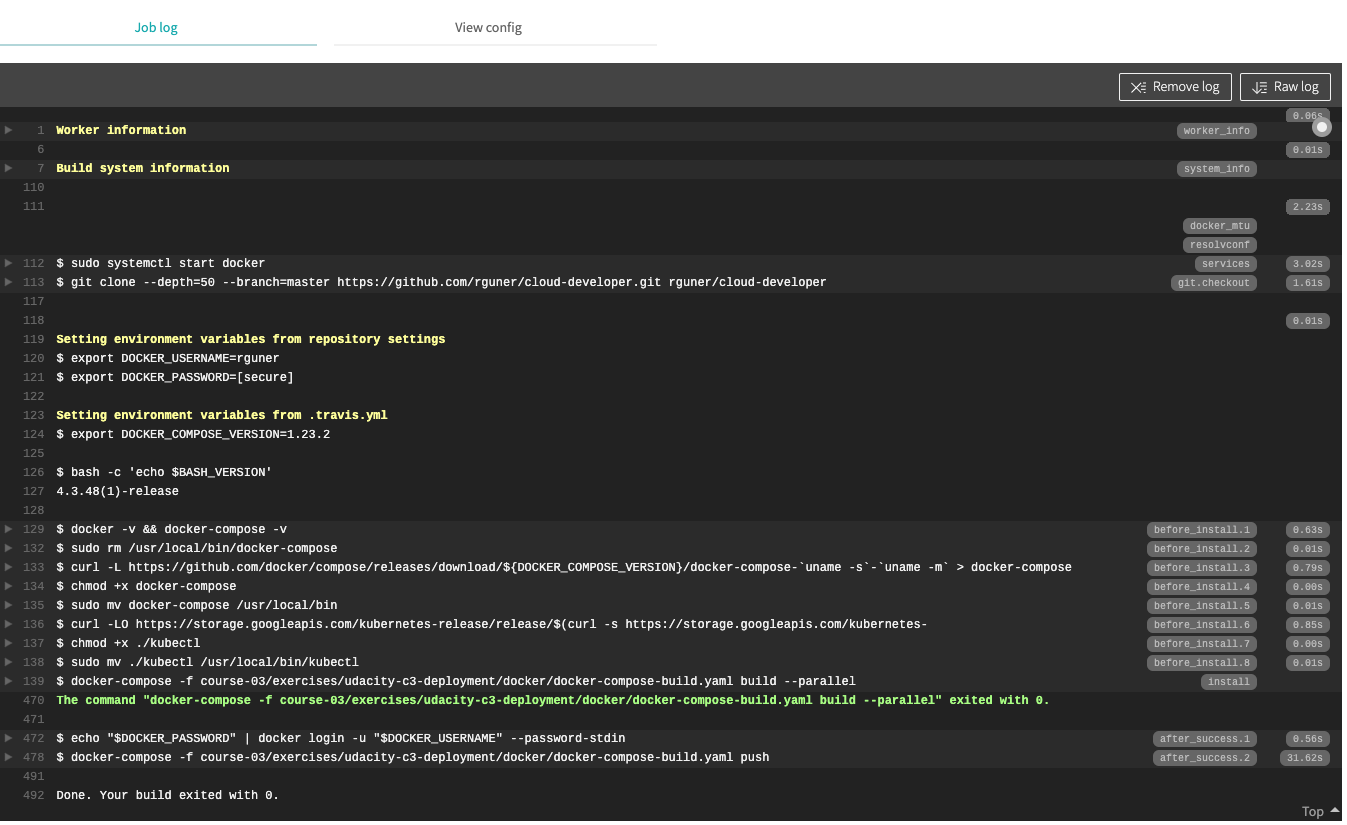 Job log View config
Remove log Raw log
0.06s
1 Worker information worker_info
6 0.01s
7 Build system information system_info
110
111 2.23s
docker_mtu
resolvconf
112 $ sudo systemctl start docker services 3.02s
113 $ git clone --depth=50 --branch=master https://github.com/rguner/cloud-developer.git rguner/cloud-developer git.checkout 1.61s
117
118 0.01s
119 Setting environment variables from repository settings
120 $ export DOCKER_USERNAME=rguner
121 $ export DOCKER_PASSWORD=[secure]
122
123 Setting environment variables from .travis.yml
124 $ export DOCKER_COMPOSE_VERSION=1.23.2
125
126 $ bash -c 'echo $BASH_VERSION'
127 4.3.48(1)-release
128
129 $ docker -v && docker-compose -v before_install.1 0.63s
132 $ sudo rm /usr/local/bin/docker-compose before_install.2 0.01s
133 $ curl -L https://github.com/docker/compose/releases/download/${DOCKER_COMPOSE_VERSION}/docker-compose-`uname -s`-`uname -m` > docker-compose before_install.3 0.79s
134 $ chmod +x docker-compose before_install.4 0.00s
135 $ sudo mv docker-compose /usr/local/bin before_install.5 0.01s
136 $ curl -LO https://storage.googleapis.com/kubernetes-release/release/$(curl -s https://storage.googleapis.com/kubernetes- before_install.6 0.85s
137 $ chmod +x ./kubectl before_install.7 0.00s
138 $ sudo mv ./kubectl /usr/local/bin/kubectl before_install.8 0.01s
139 $ docker-compose -f course-03/exercises/udacity-c3-deployment/docker/docker-compose-build.yaml build --parallel install
470 The command "docker-compose -f course-03/exercises/udacity-c3-deployment/docker/docker-compose-build.yaml build --parallel" exited with 0.
471
472 $ echo "$DOCKER_PASSWORD" | docker login -u "$DOCKER_USERNAME" --password-stdin after_success.1 0.56s
478 $ docker-compose -f course-03/exercises/udacity-c3-deployment/docker/docker-compose-build.yaml push after_success.2 31.62s
491
492 Done. Your build exited with 0.
Top